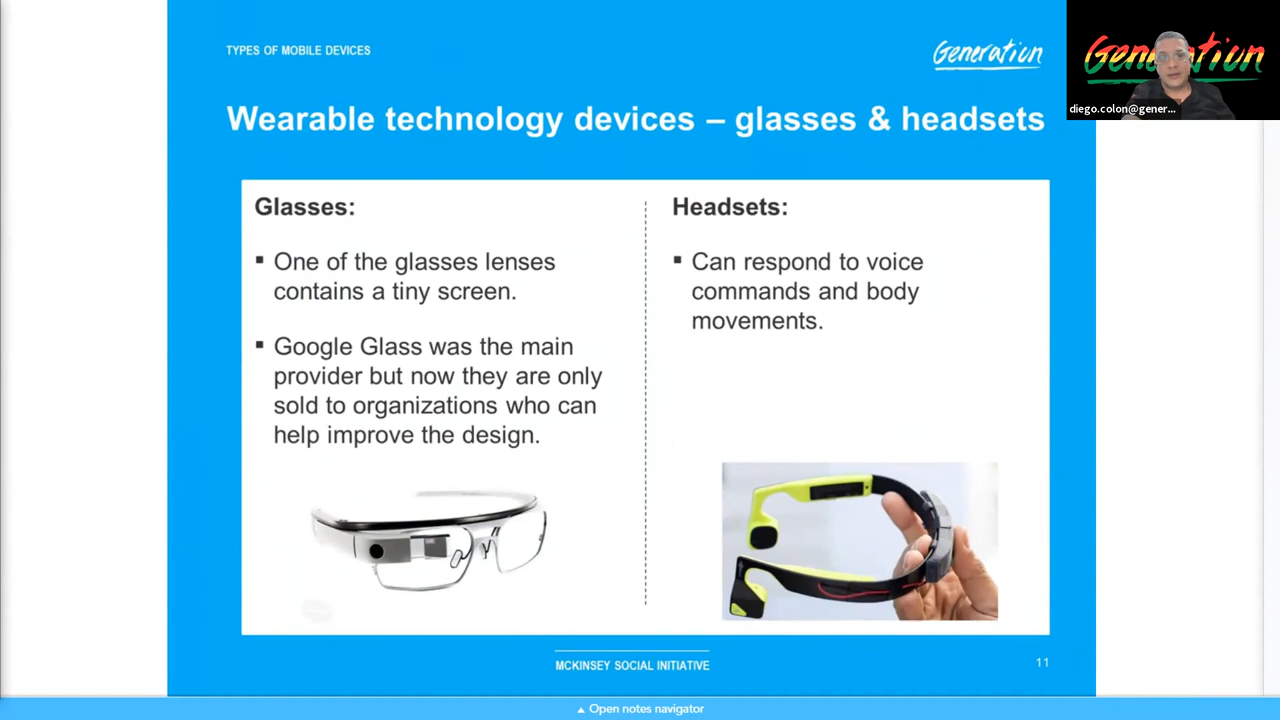 TYPES OF MOBILE DEVICES
Generation
Generation
diego.colon@gener...
Wearable technology devices – glasses & headsets
Glasses:
▪ One of the glasses lenses
contains a tiny screen.
▪ Google Glass was the main
provider but now they are only
sold to organizations who can
help improve the design.
Headsets:
▪ Can respond to voice
commands and body
movements.
MCKINSEY SOCIAL INITIATIVE
11
Open notes navigator